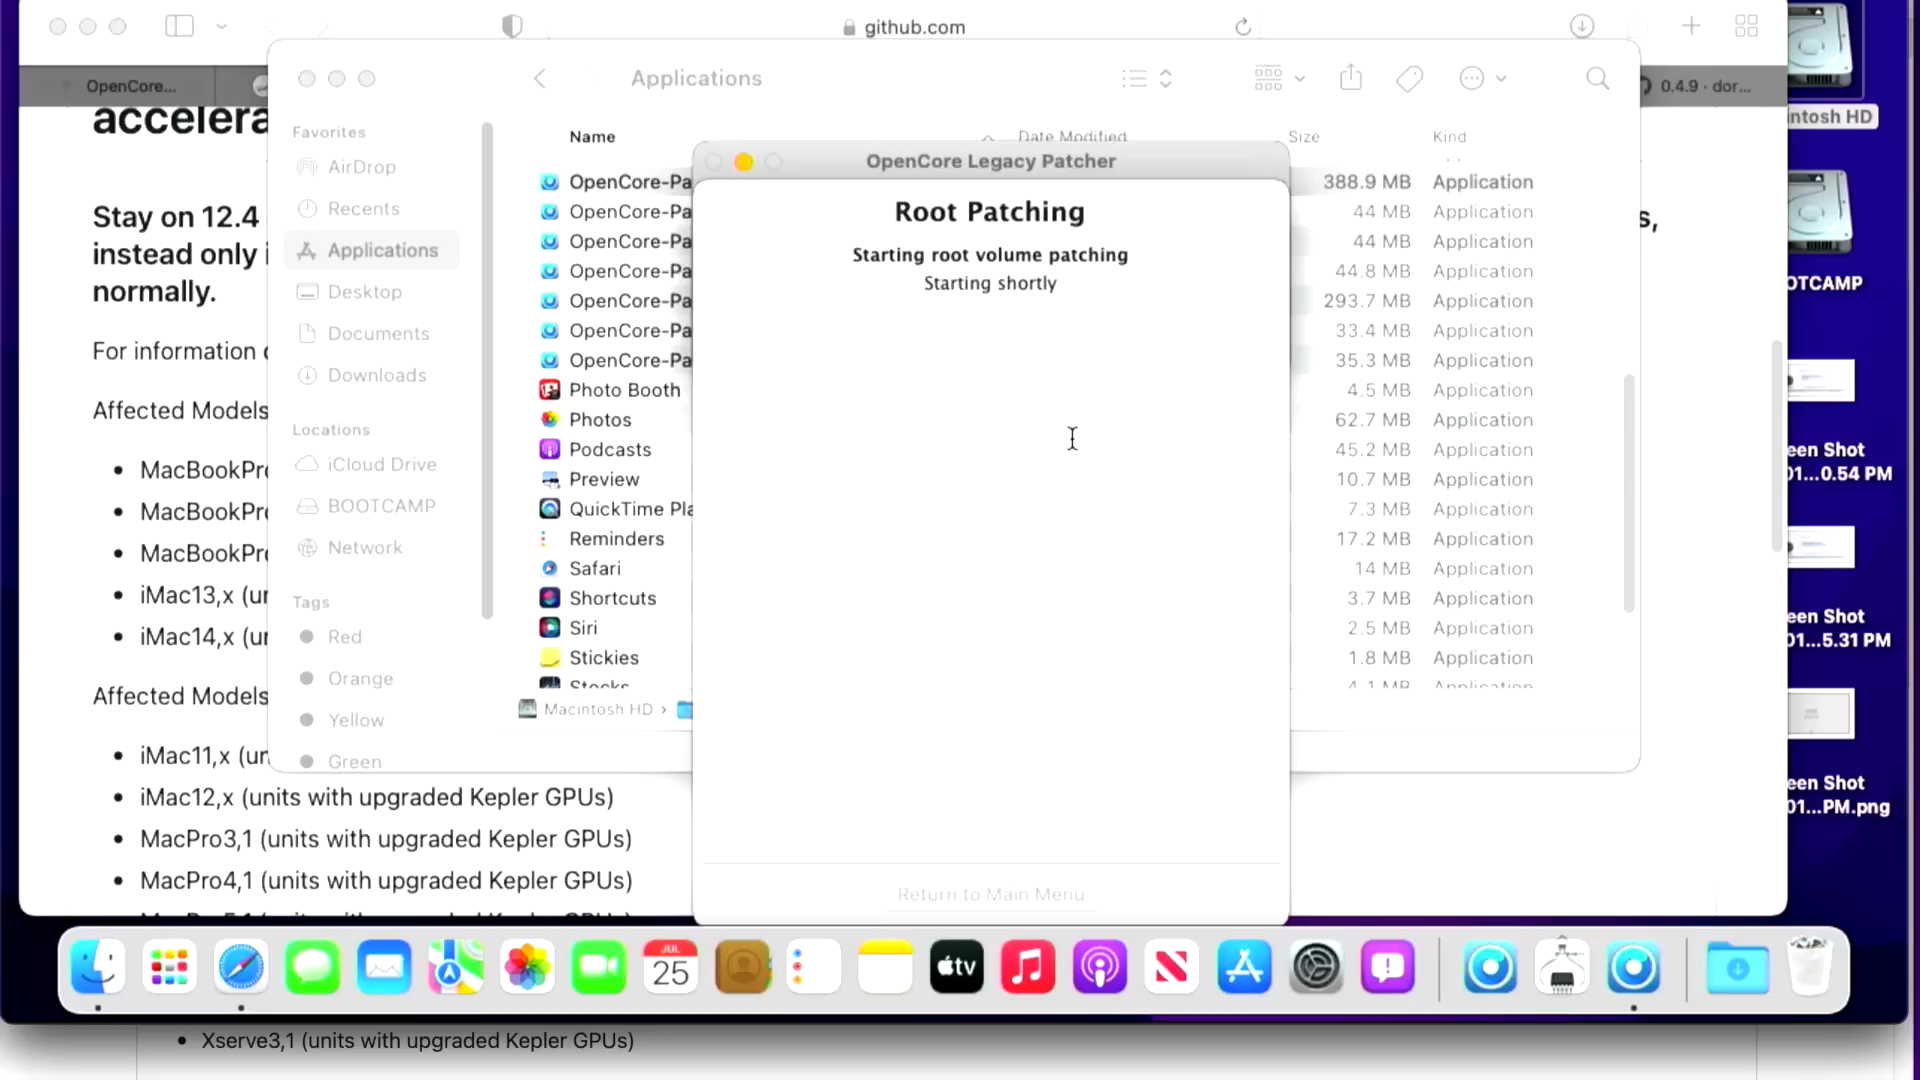 github.com
OpenCore...
0.4.9 · dor...
Applications
accelera
Stay on 12.4
instead only i
normally.
For information
Affected Models
MacBookPr
MacBookPr
MacBookPr
iMac13,x (ur
iMac14,x (ur
Affected Models
iMac11,x (un
iMac12,x (units with upgraded Kepler GPUs)
MacPro3,1 (units with upgraded Kepler GPUs)
MacPro4,1 (units with upgraded Kepler GPUs)
Xserve3,1 (units with upgraded Kepler GPUs)
Favorites
AirDrop
Recents
Applications
Desktop
Documents
Downloads
Locations
iCloud Drive
BOOTCAMP
Network
Tags
Red
Orange
Yellow
Green
Name Date Modified Size Kind
OpenCore-Pa 388.9 MB Application
OpenCore-Pa 44 MB Application
OpenCore-Pa 44 MB Application
OpenCore-Pa 44.8 MB Application
OpenCore-Pa 293.7 MB Application
OpenCore-Pa 33.4 MB Application
OpenCore-Pa 35.3 MB Application
Photo Booth 4.5 MB Application
Photos 62.7 MB Application
Podcasts 45.2 MB Application
Preview 10.7 MB Application
QuickTime Pla 7.3 MB Application
Reminders 17.2 MB Application
Safari 14 MB Application
Shortcuts 3.7 MB Application
Siri 2.5 MB Application
Stickies 1.8 MB Application
Stocks 4.1 MB Application
Macintosh HD ›
OpenCore Legacy Patcher
Root Patching
Starting root volume patching
Starting shortly
Return to Main Menu
s,
intosh HD
OTCAMP
een Shot
01...0.54 PM
een Shot
01...5.31 PM
een Shot
01...PM.png
JUL
25
tv